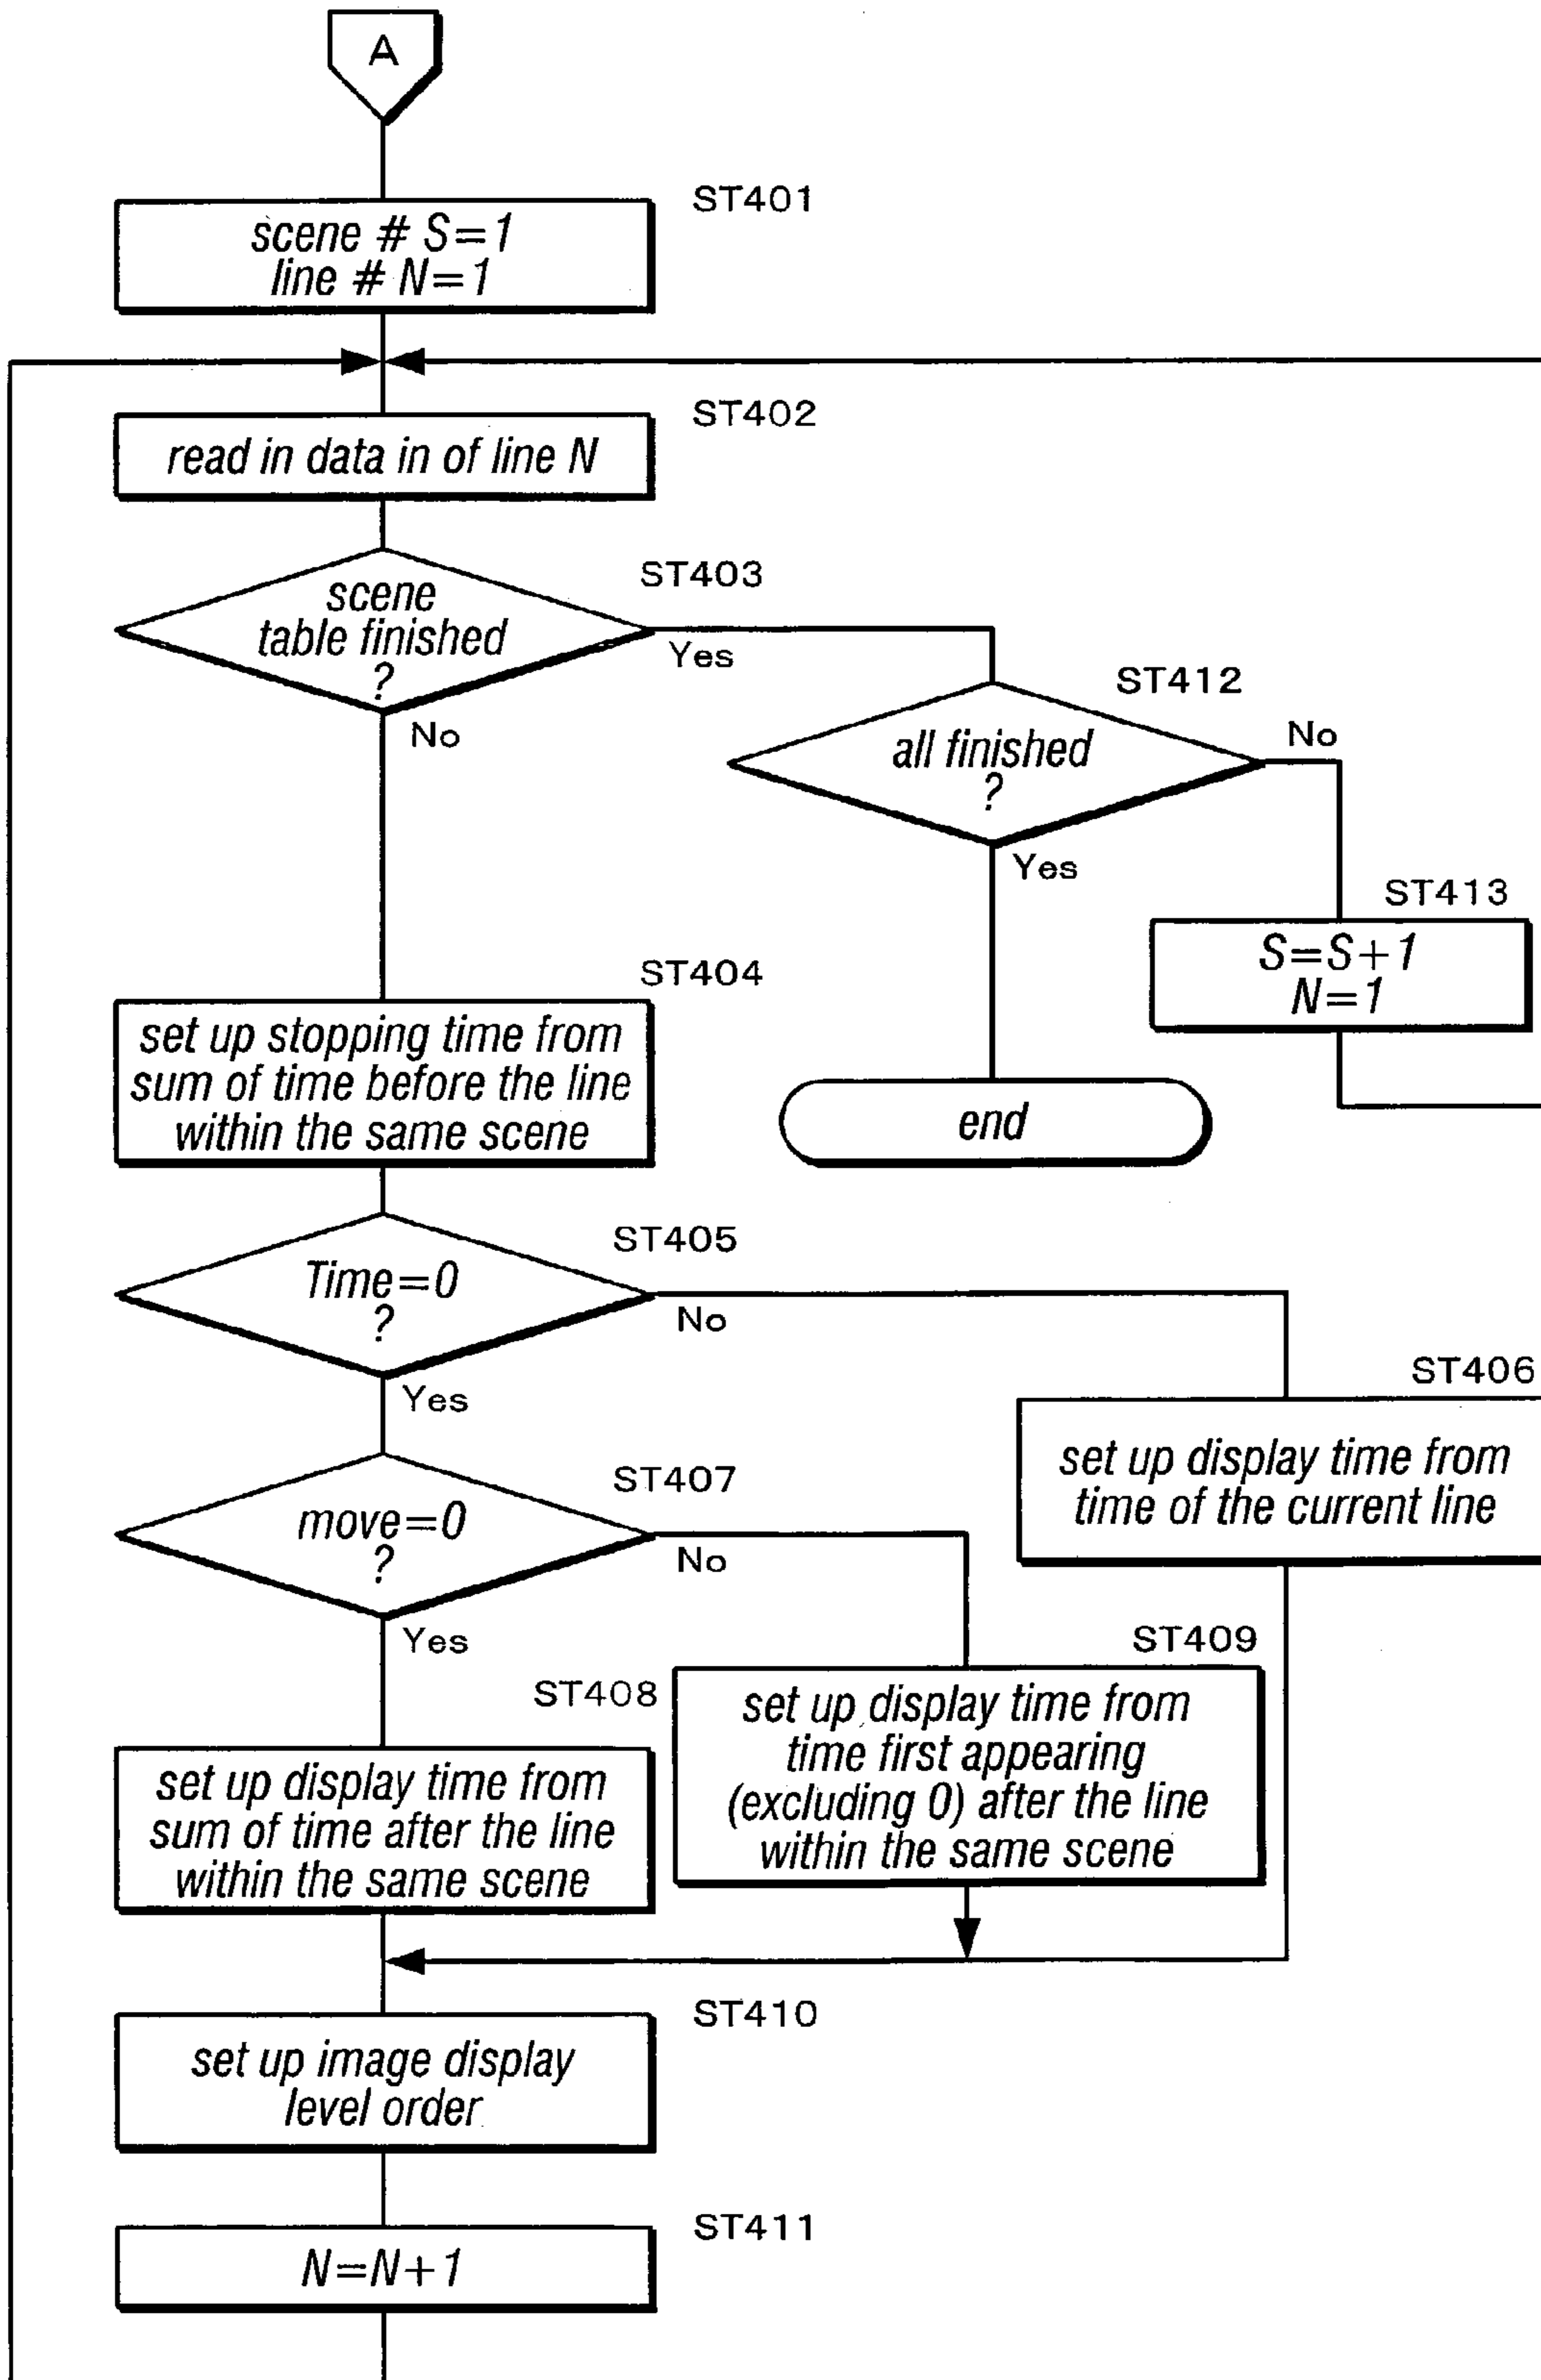 A
ST401
scene # S=1
line # N=1
ST402
read in data in of line N
ST403
scene
table finished
?
Yes
No
ST412
all finished
?
No
Yes
ST413
S=S+1
N=1
ST404
set up stopping time from
sum of time before the line
within the same scene
end
ST405
Time=0
?
No
Yes
ST406
set up display time from
time of the current line
ST407
move=0
?
No
Yes
ST409
set up display time from
time first appearing
(excluding 0) after the line
within the same scene
ST408
set up display time from
sum of time after the line
within the same scene
ST410
set up image display
level order
ST411
N=N+1